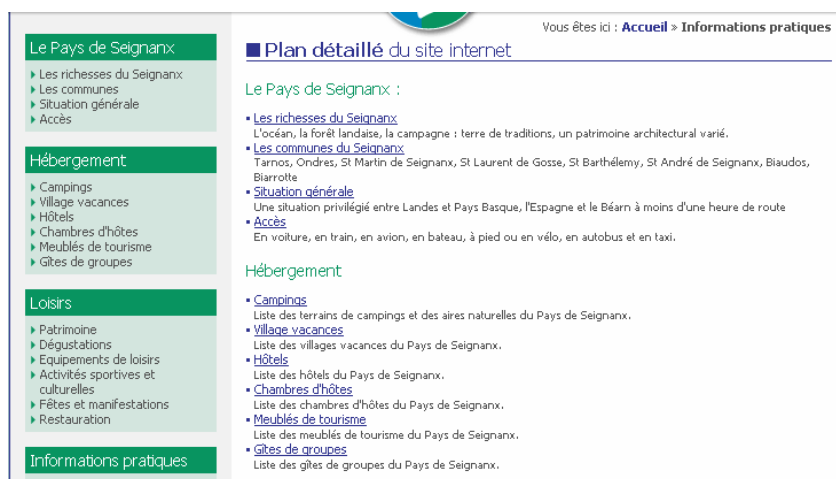 Vous êtes ici : Accueil » Informations pratiques
Le Pays de Seignanx
Les richesses du Seignanx
Les communes
Situation générale
Accès
Hébergement
Campings
Village vacances
Hôtels
Chambres d'hôtes
Meublés de tourisme
Gîtes de groupes
Loisirs
Patrimoine
Dégustations
Equipements de loisirs
Activités sportives et
culturelles
Fêtes et manifestations
Restauration
Informations pratiques
Plan détaillé du site internet
Le Pays de Seignanx :
Les richesses du Seignanx
L'océan, la forêt landaise, la campagne : terre de traditions, un patrimoine architectural varié.
Les communes du Seignanx
Tarnos, Ondres, St Martin de Seignanx, St Laurent de Gosse, St Barthélemy, St André de Seignanx, Biaudos,
Biarrotte
Situation générale
Une situation privilégié entre Landes et Pays Basque, l'Espagne et le Béarn à moins d'une heure de route
Accès
En voiture, en train, en avion, en bateau, à pied ou en vélo, en autobus et en taxi.
Hébergement
Campings
Liste des terrains de campings et des aires naturelles du Pays de Seignanx.
Village vacances
Liste des villages vacances du Pays de Seignanx.
Hôtels
Liste des hôtels du Pays de Seignanx.
Chambres d'hôtes
Liste des chambres d'hôtes du Pays de Seignanx.
Meublés de tourisme
Liste des meublés de tourisme du Pays de Seignanx.
Gîtes de groupes
Liste des gîtes de groupes du Pays de Seignanx.